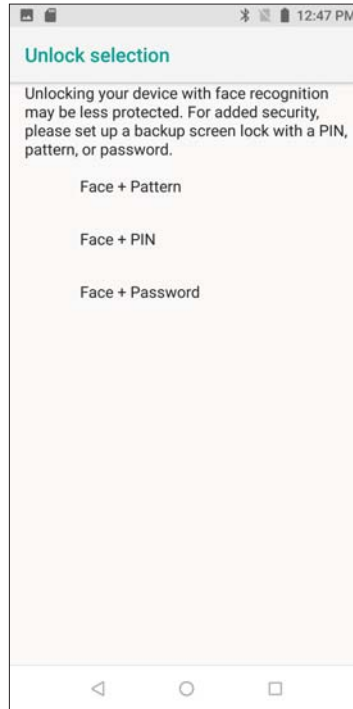 12:47 PM
Unlock selection
Unlocking your device with face recognition
may be less protected. For added security,
please set up a backup screen lock with a PIN,
pattern, or password.
Face + Pattern
Face + PIN
Face + Password